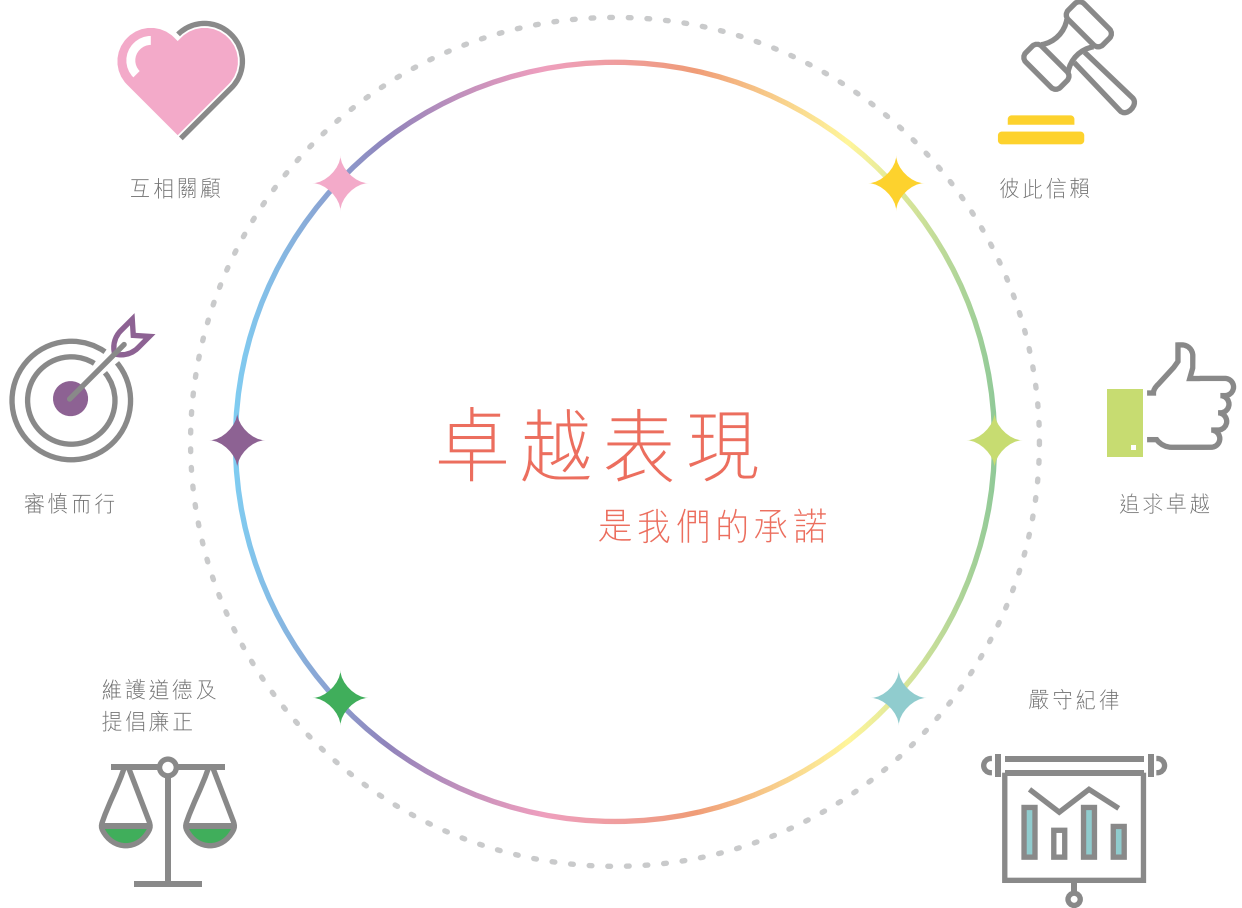 互相關顧
彼此信賴
卓越表現
是我們的承諾
審慎而行
追求卓越
維護道德及
提倡廉正
嚴守紀律